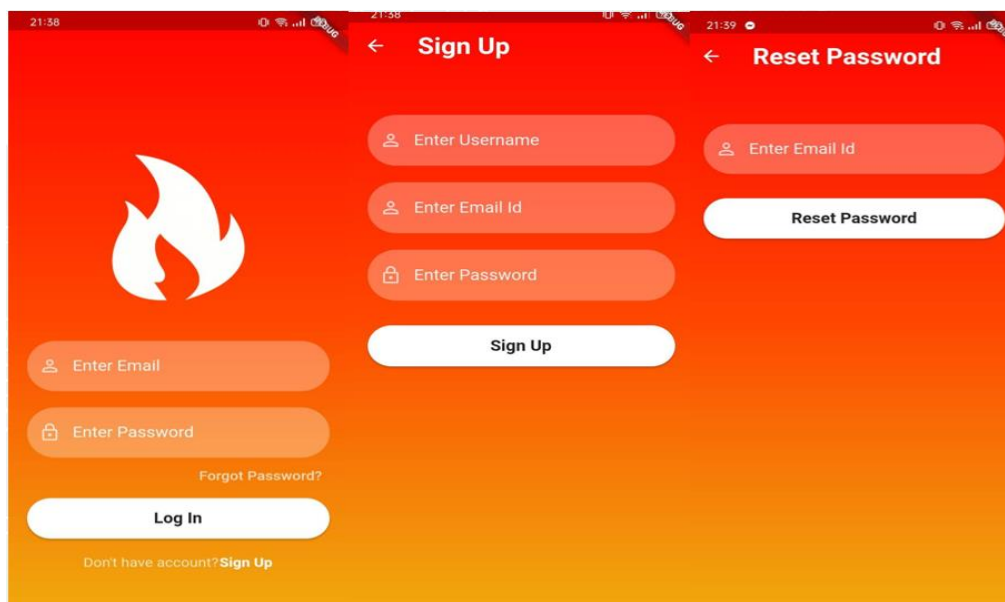 21:38
Enter Email
Enter Password
Forgot Password?
Log In
Don't have account?Sign Up
21:38
Sign Up
Enter Username
Enter Email Id
Enter Password
Sign Up
21:39
Reset Password
Enter Email Id
Reset Password